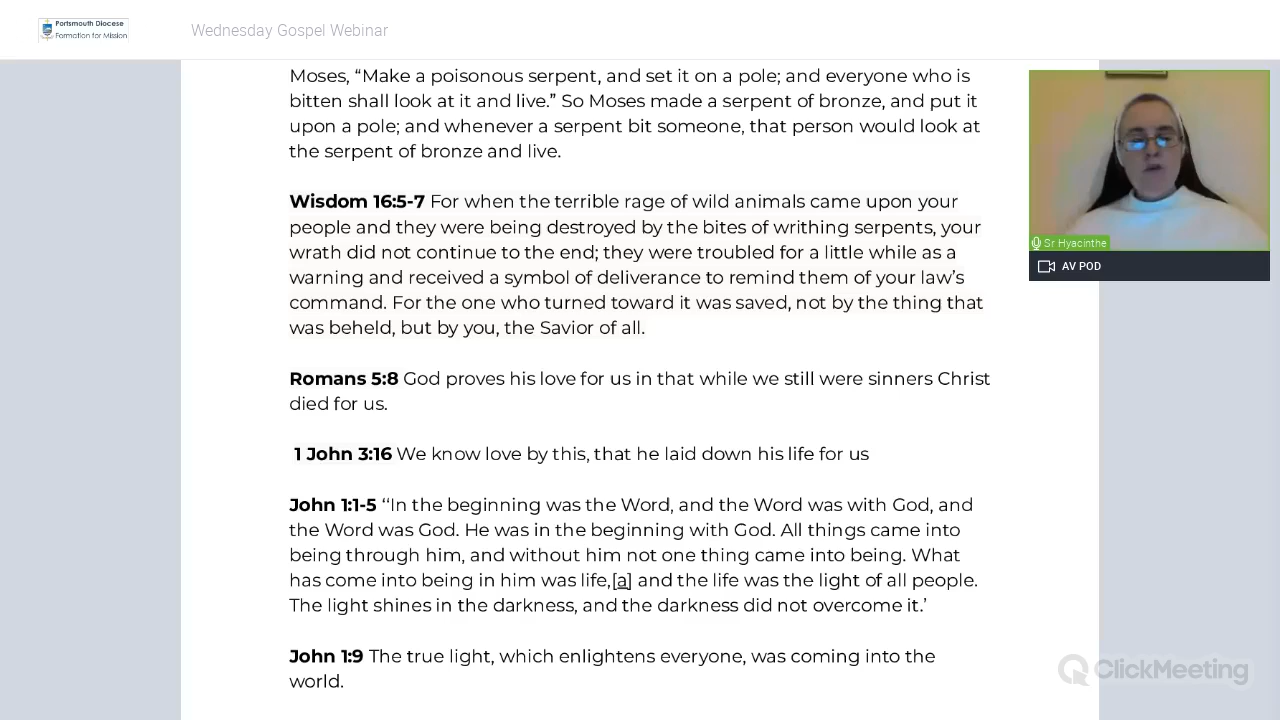 Portsmouth Diocese
Formation for Mission
Wednesday Gospel Webinar
Moses, “Make a poisonous serpent, and set it on a pole; and everyone who is
bitten shall look at it and live.” So Moses made a serpent of bronze, and put it
upon a pole; and whenever a serpent bit someone, that person would look at
the serpent of bronze and live.
Wisdom 16:5-7 For when the terrible rage of wild animals came upon your
people and they were being destroyed by the bites of writhing serpents, your
wrath did not continue to the end; they were troubled for a little while as a
warning and received a symbol of deliverance to remind them of your law’s
command. For the one who turned toward it was saved, not by the thing that
was beheld, but by you, the Savior of all.
Romans 5:8 God proves his love for us in that while we still were sinners Christ
died for us.
1 John 3:16 We know love by this, that he laid down his life for us
John 1:1-5 ‘‘In the beginning was the Word, and the Word was with God, and
the Word was God. He was in the beginning with God. All things came into
being through him, and without him not one thing came into being. What
has come into being in him was life,[a] and the life was the light of all people.
The light shines in the darkness, and the darkness did not overcome it.’
John 1:9 The true light, which enlightens everyone, was coming into the
world.
Sr Hyacinthe
AV POD
ClickMeeting